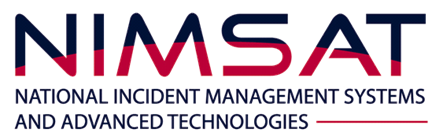 NIMSAT
NATIONAL INCIDENT MANAGEMENT SYSTEMS
AND ADVANCED TECHNOLOGIES